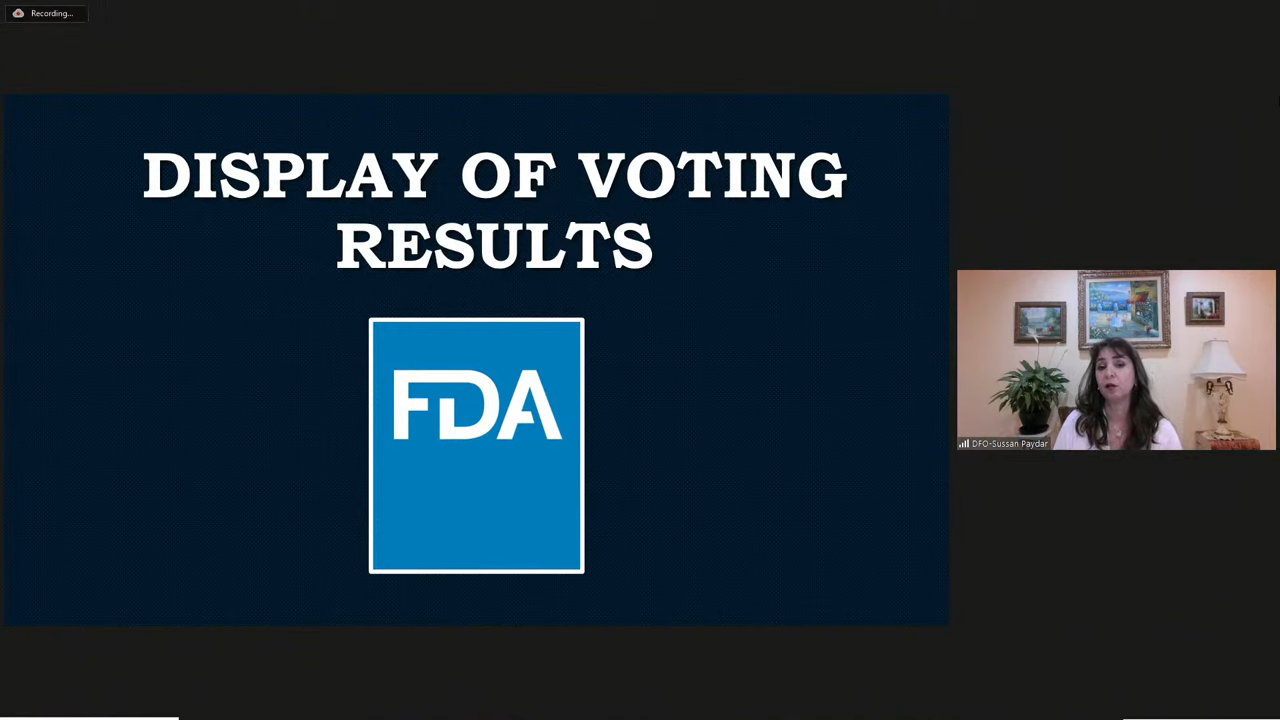 Recording...
DISPLAY OF VOTING
RESULTS
FDA
DFO-Sussan Paydar